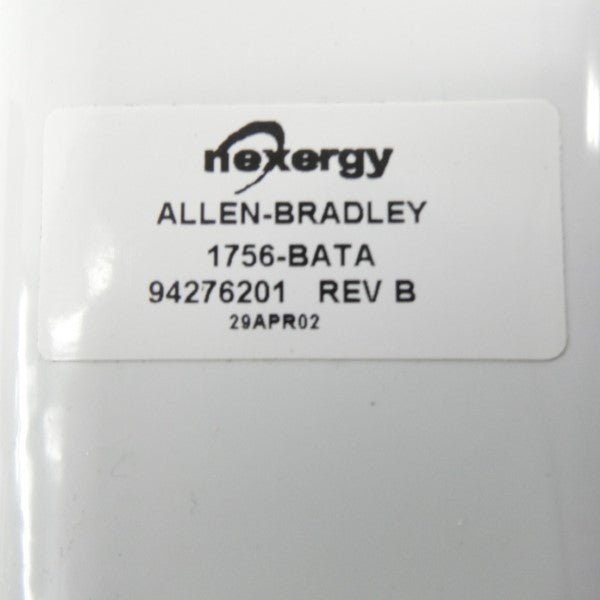 nexergy
ALLEN-BRADLEY
1756-BATA
94276201 REV B
29APR02